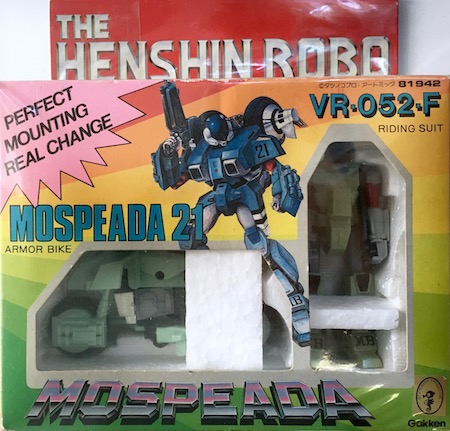 THE
HENSHIN ROBO
©タツノコプロ・アートミック 81942
PERFECT
MOUNTING
REAL CHANGE
VR-052-F
RIDING SUIT
21
MOSPEADA 21
ARMOR BIKE
MOSPEADA
Gakken